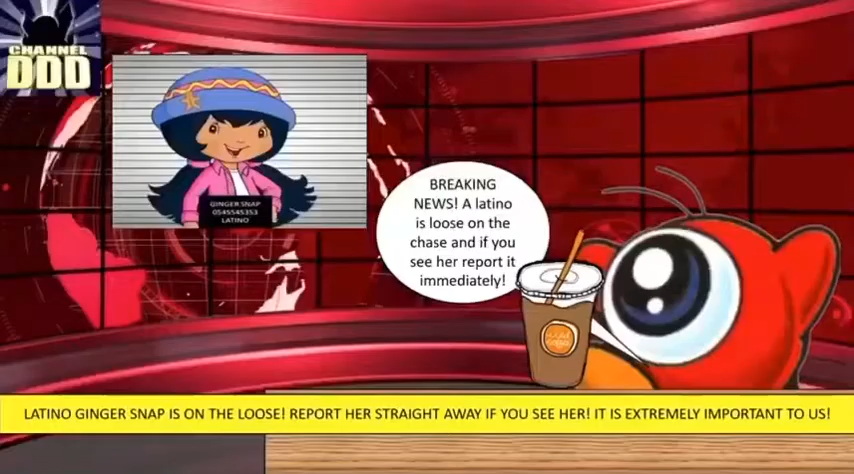 CHANNEL
DDD
GINGER SNAP
0545545353
LATINO
BREAKING
NEWS! A latino
is loose on the
chase and if you
see her report it
immediately!
LATINO GINGER SNAP IS ON THE LOOSE! REPORT HER STRAIGHT AWAY IF YOU SEE HER! IT IS EXTREMELY IMPORTANT TO US!